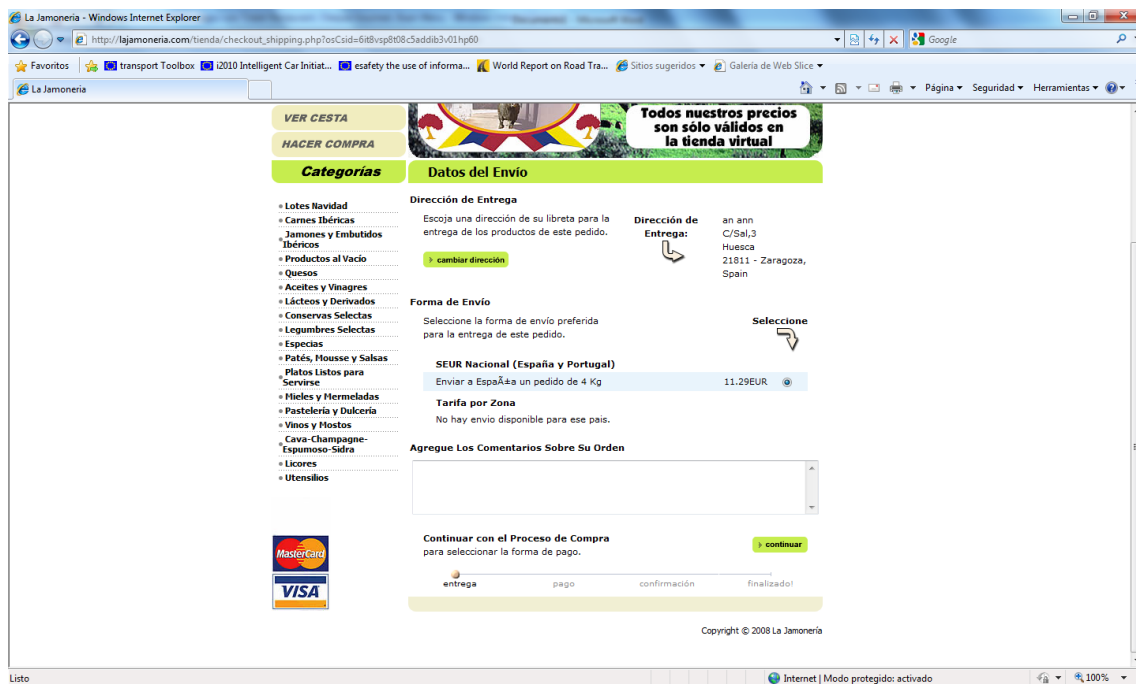 La Jamoneria - Windows Internet Explorer
http://lajamoneria.com/tienda/checkout_shipping.php?osCsid=6it8vsp8t08c5addib3v01hp60
Google
Favoritos
transport Toolbox
i2010 Intelligent Car Initiat...
esafety the use of informa...
World Report on Road Tra...
Sitios sugeridos
Galería de Web Slice
La Jamoneria
Página
Seguridad
Herramientas
VER CESTA
HACER COMPRA
Todos nuestros precios
son sólo válidos en
la tienda virtual
Categorías
Lotes Navidad
Carnes Ibéricas
Jamones y Embutidos
Ibéricos
Productos al Vacío
Quesos
Aceites y Vinagres
Lácteos y Derivados
Conservas Selectas
Legumbres Selectas
Especias
Patés, Mousse y Salsas
Platos Listos para
Servirse
Mieles y Mermeladas
Pastelería y Dulcería
Vinos y Mostos
Cava-Champagne-
Espumoso-Sidra
Licores
Utensilios
MasterCard
VISA
Datos del Envío
Dirección de Entrega
Escoja una dirección de su libreta para la
entrega de los productos de este pedido.
cambiar dirección
Dirección de
Entrega:
an ann
C/Sal,3
Huesca
21811 - Zaragoza,
Spain
Forma de Envío
Seleccione la forma de envío preferida
para la entrega de este pedido.
Seleccione
SEUR Nacional (España y Portugal)
Enviar a EspaÃ±a un pedido de 4 Kg 11.29EUR
Tarifa por Zona
No hay envio disponible para ese pais.
Agregue Los Comentarios Sobre Su Orden
Continuar con el Proceso de Compra
para seleccionar la forma de pago.
continuar
entrega pago confirmación finalizado!
Copyright © 2008 La Jamonería
Listo
Internet | Modo protegido: activado
100%